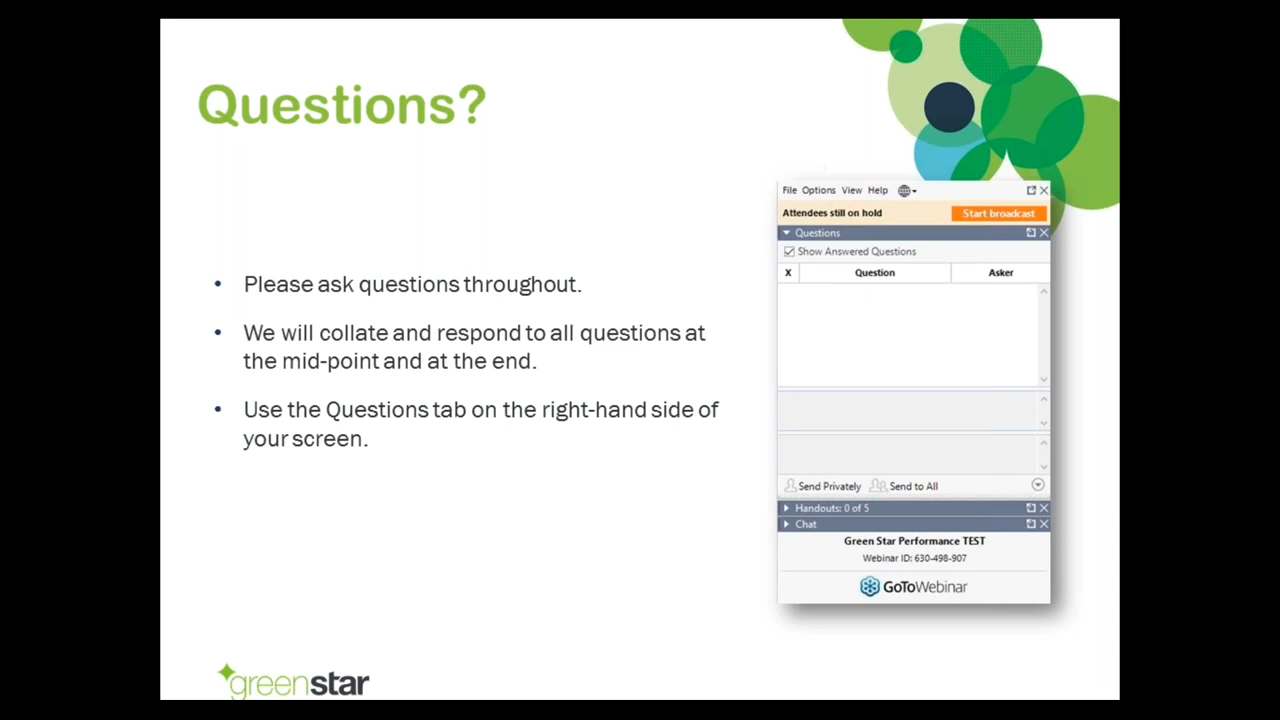 Questions?
• Please ask questions throughout.
• We will collate and respond to all questions at
the mid-point and at the end.
• Use the Questions tab on the right-hand side of
your screen.
File Options View Help
Attendees still on hold Start broadcast
Questions
Show Answered Questions
X Question Asker
Send Privately Send to All
Handouts: 0 of 5
Chat
Green Star Performance TEST
Webinar ID: 630-498-907
GoToWebinar
greenstar